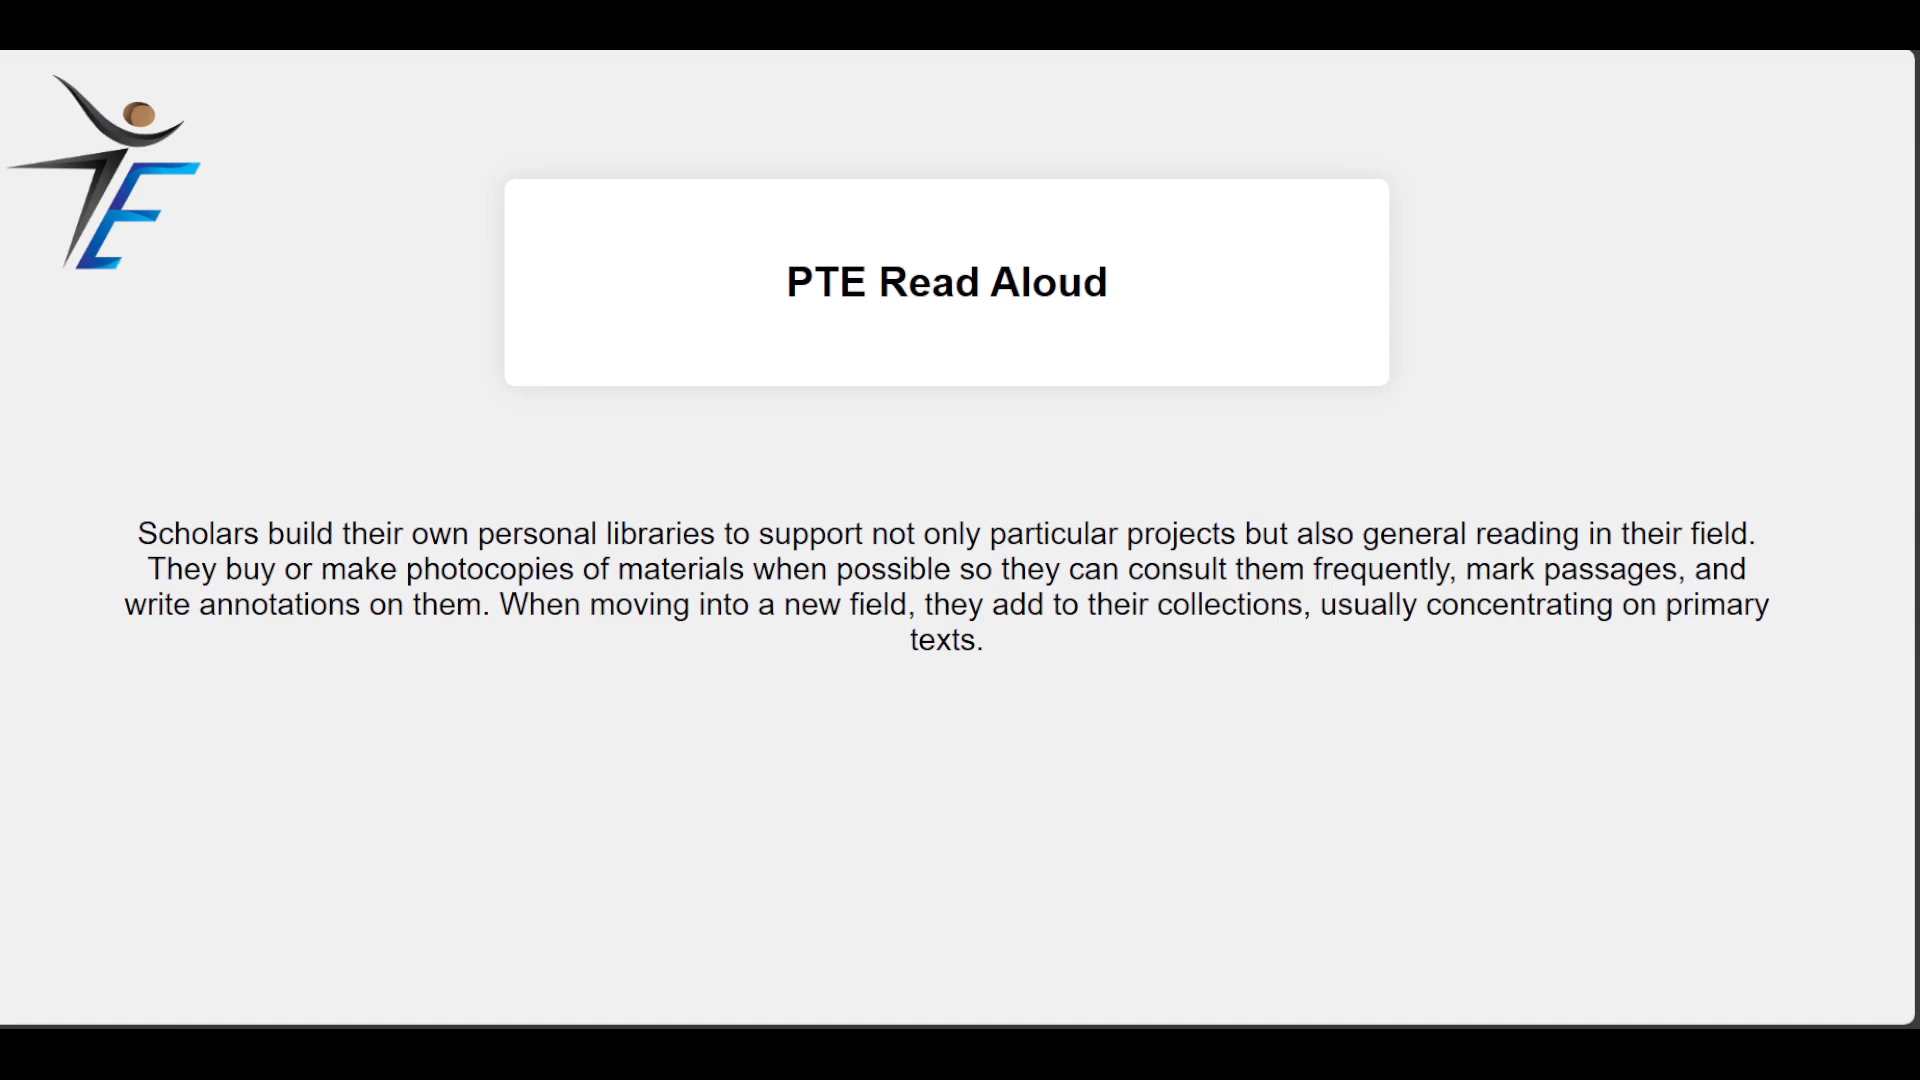 PTE Read Aloud
Scholars build their own personal libraries to support not only particular projects but also general reading in their field.
They buy or make photocopies of materials when possible so they can consult them frequently, mark passages, and
write annotations on them. When moving into a new field, they add to their collections, usually concentrating on primary
texts.